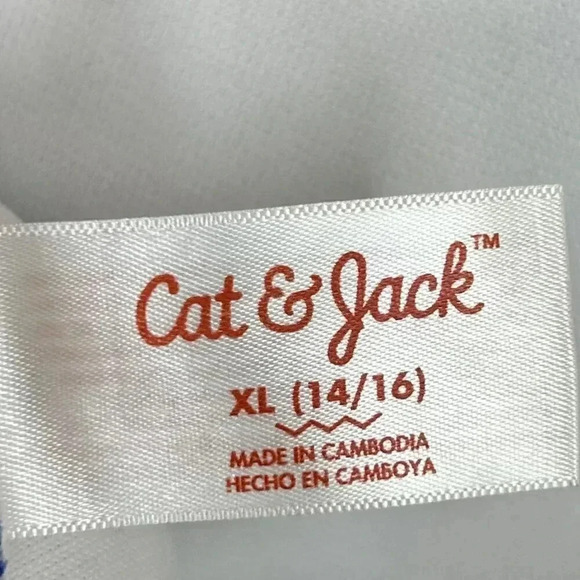 Cat & Jack™
XL (14/16)
MADE IN CAMBODIA
HECHO EN CAMBOYA